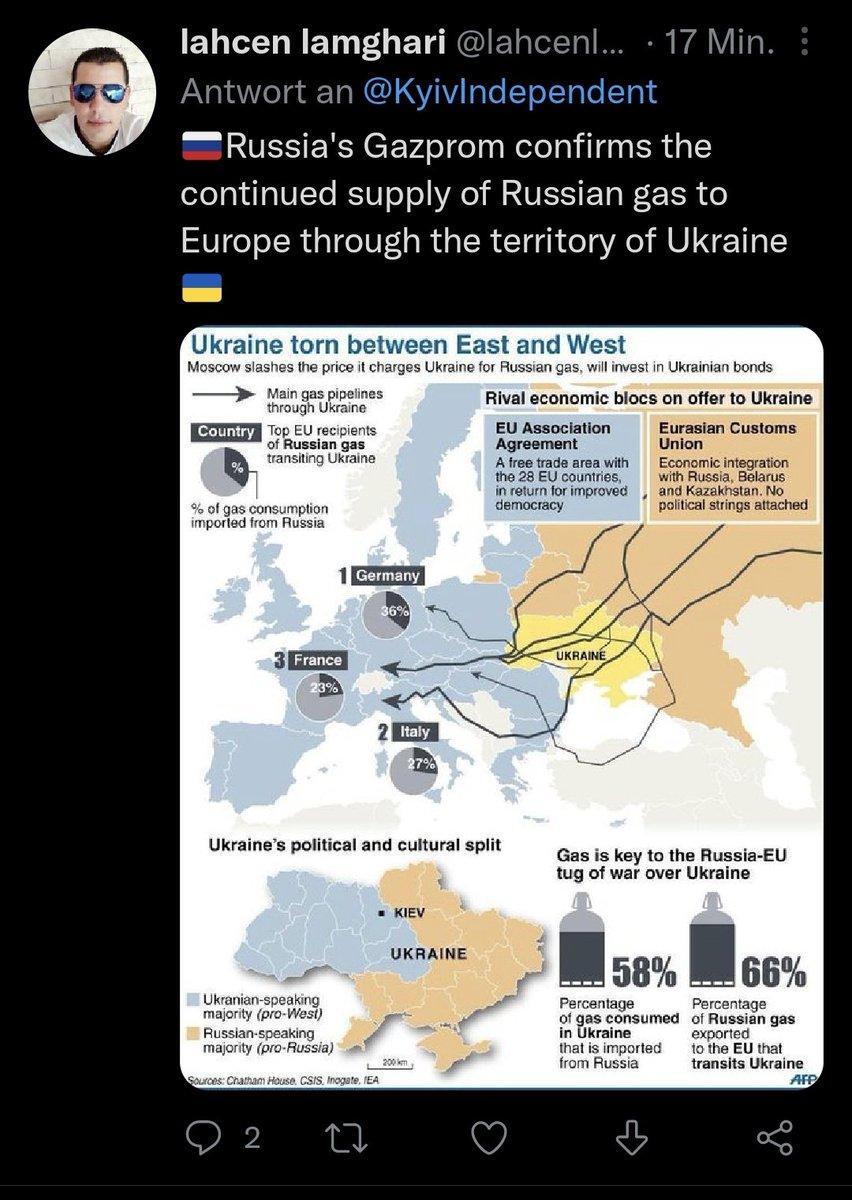 lahcen lamghari @lahcenl... · 17 Min.
Antwort an @KyivIndependent
Russia's Gazprom confirms the
continued supply of Russian gas to
Europe through the territory of Ukraine
Ukraine torn between East and West
Moscow slashes the price it charges Ukraine for Russian gas, will invest in Ukrainian bonds
Main gas pipelines
through Ukraine
Country
Top EU recipients
of Russian gas
transiting Ukraine
%
% of gas consumption
imported from Russia
Rival economic blocs on offer to Ukraine
EU Association
Agreement
A free trade area with
the 28 EU countries,
in return for improved
democracy
Eurasian Customs
Union
Economic integration
with Russia, Belarus
and Kazakhstan. No
political strings attached
1 Germany
36%
3 France
23%
2 Italy
27%
UKRAINE
Ukraine's political and cultural split
KIEV
UKRAINE
Ukranian-speaking
majority (pro-West)
Russian-speaking
majority (pro-Russia)
200 km
Sources: Chatham House, CSIS, Inogate, IEA
Gas is key to the Russia-EU
tug of war over Ukraine
58%
Percentage
of gas consumed
in Ukraine
that is imported
from Russia
66%
Percentage
of Russian gas
exported
to the EU that
transits Ukraine
AFP
2